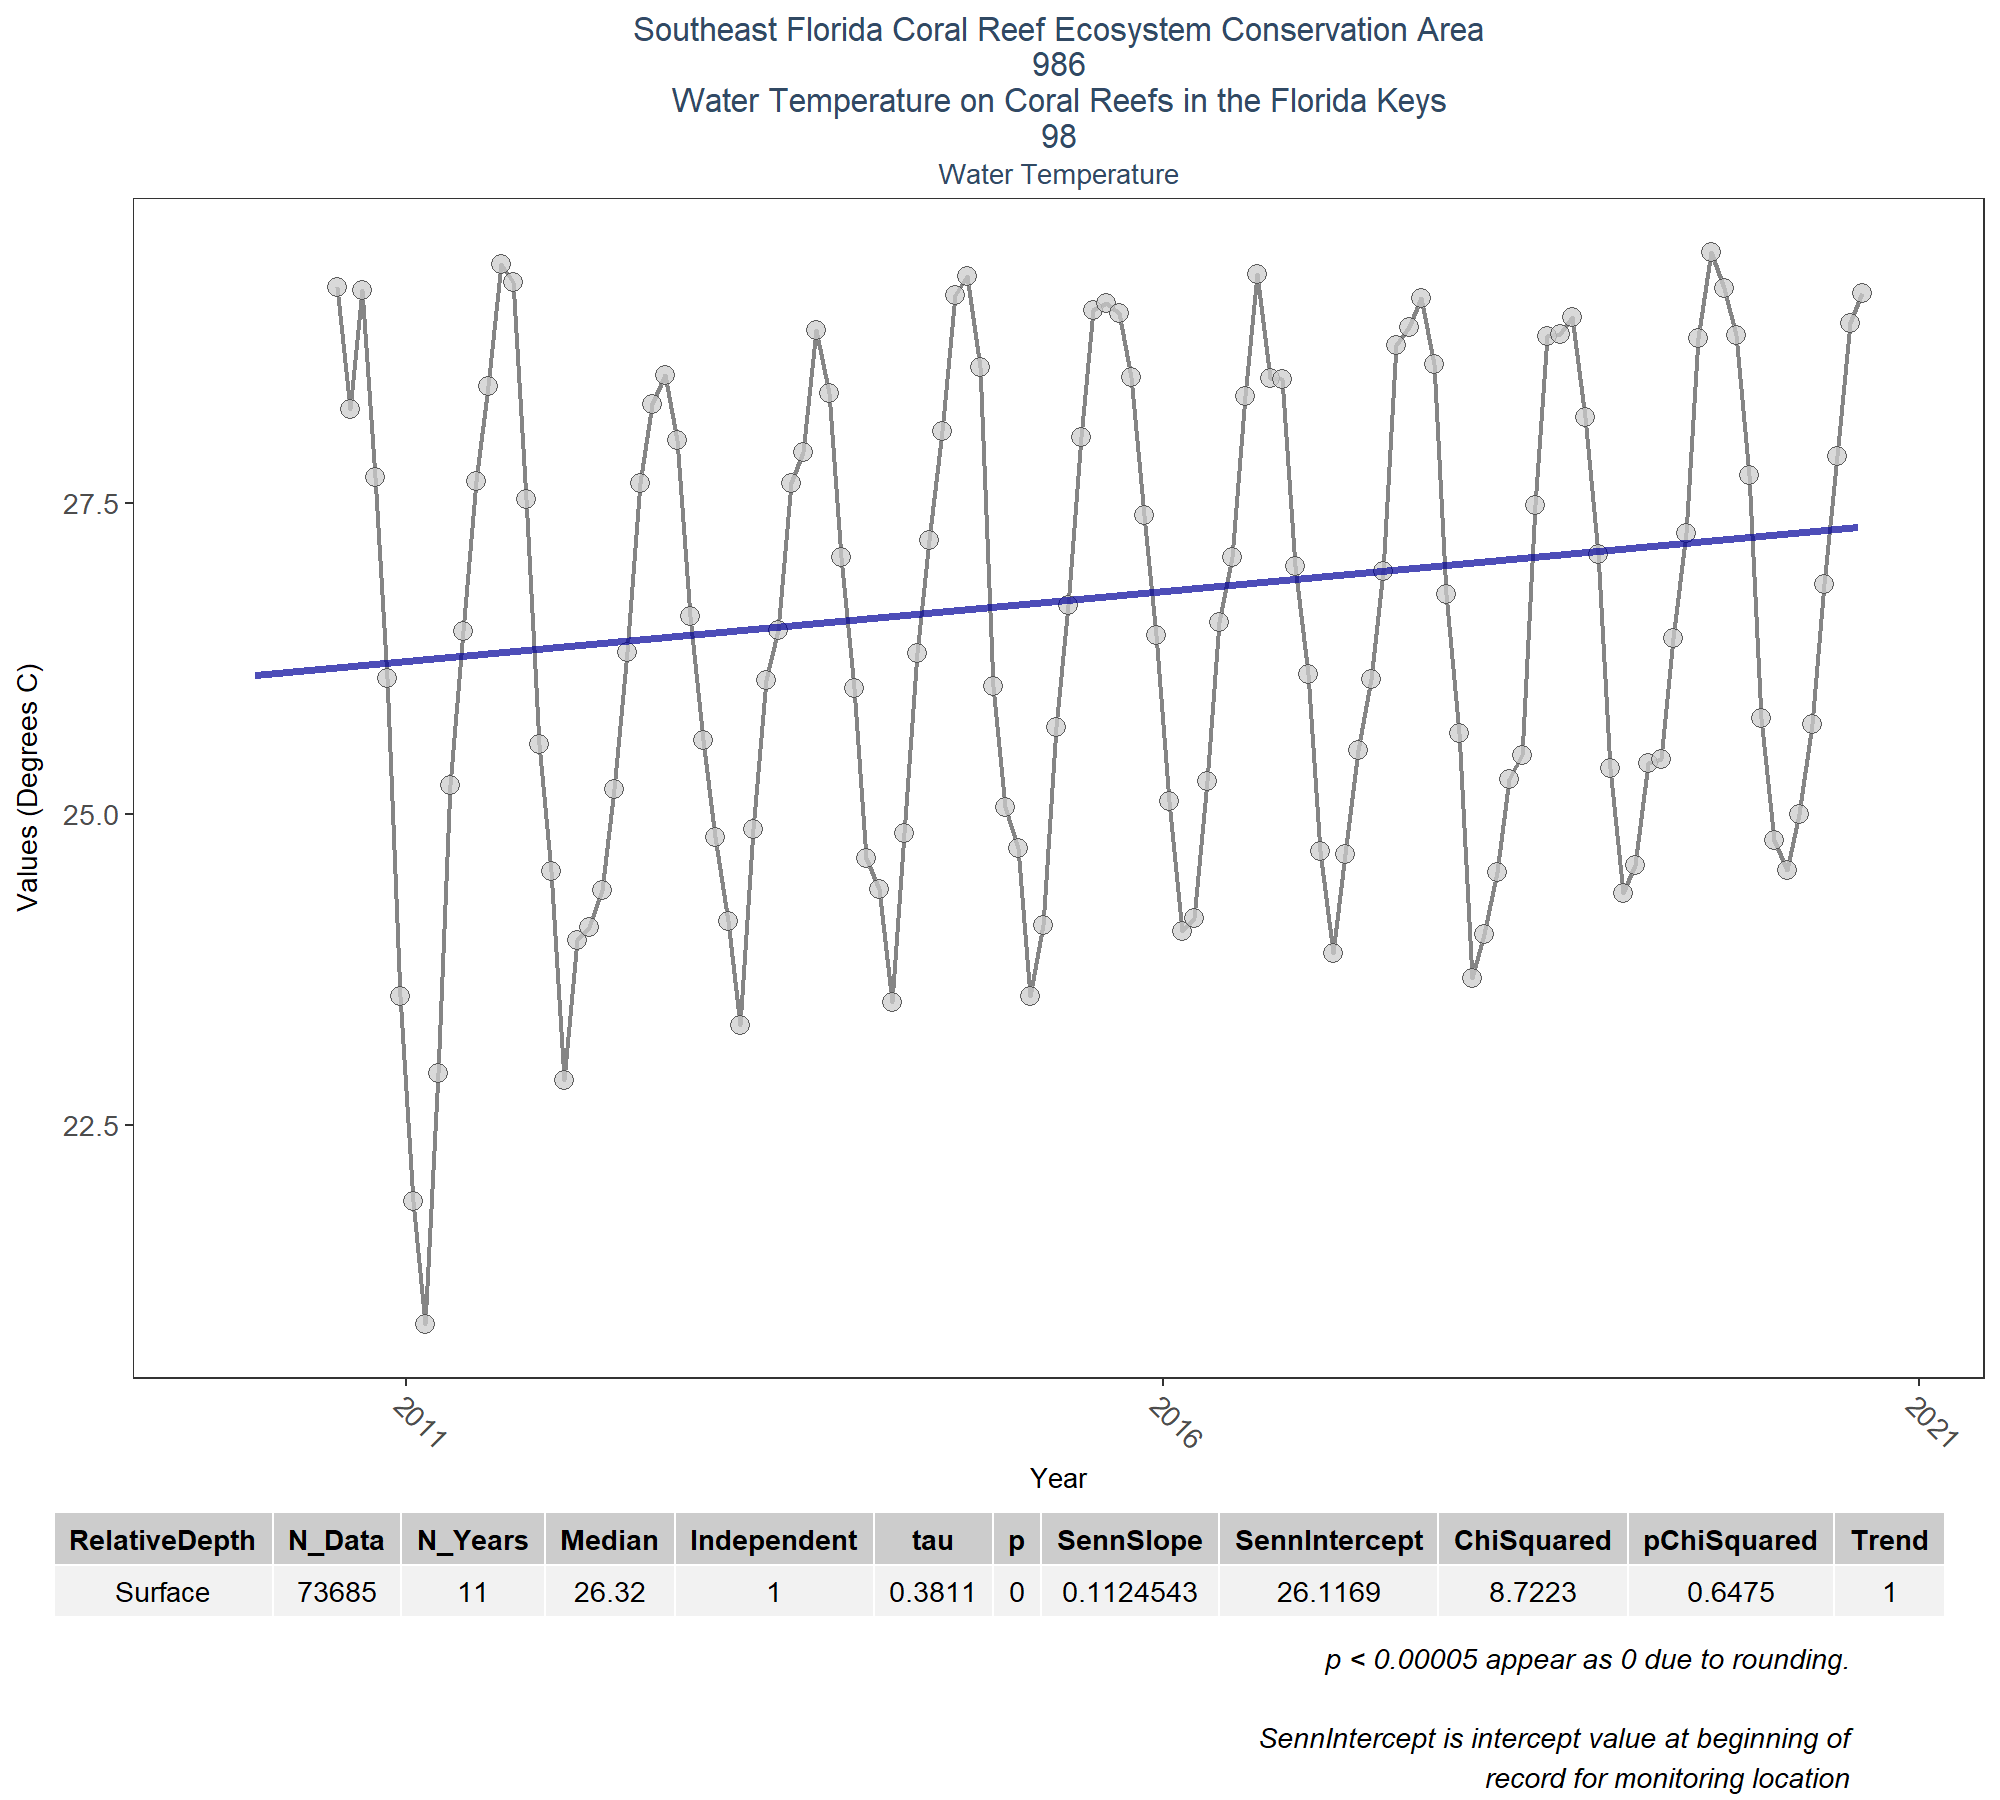 Southeast Florida Coral Reef Ecosystem Conservation Area
986
Water Temperature on Coral Reefs in the Florida Keys
98
Water Temperature
27.5
25.0
22.5
Values (Degrees C)
2011
2016
2021
Year
RelativeDepth N_Data N_Years Median Independent tau p SennSlope SennIntercept ChiSquared pChiSquared Trend
Surface 73685 11 26.32 1 0.3811 0 0.1124543 26.1169 8.7223 0.6475 1
p < 0.00005 appear as 0 due to rounding.
SennIntercept is intercept value at beginning of
record for monitoring location